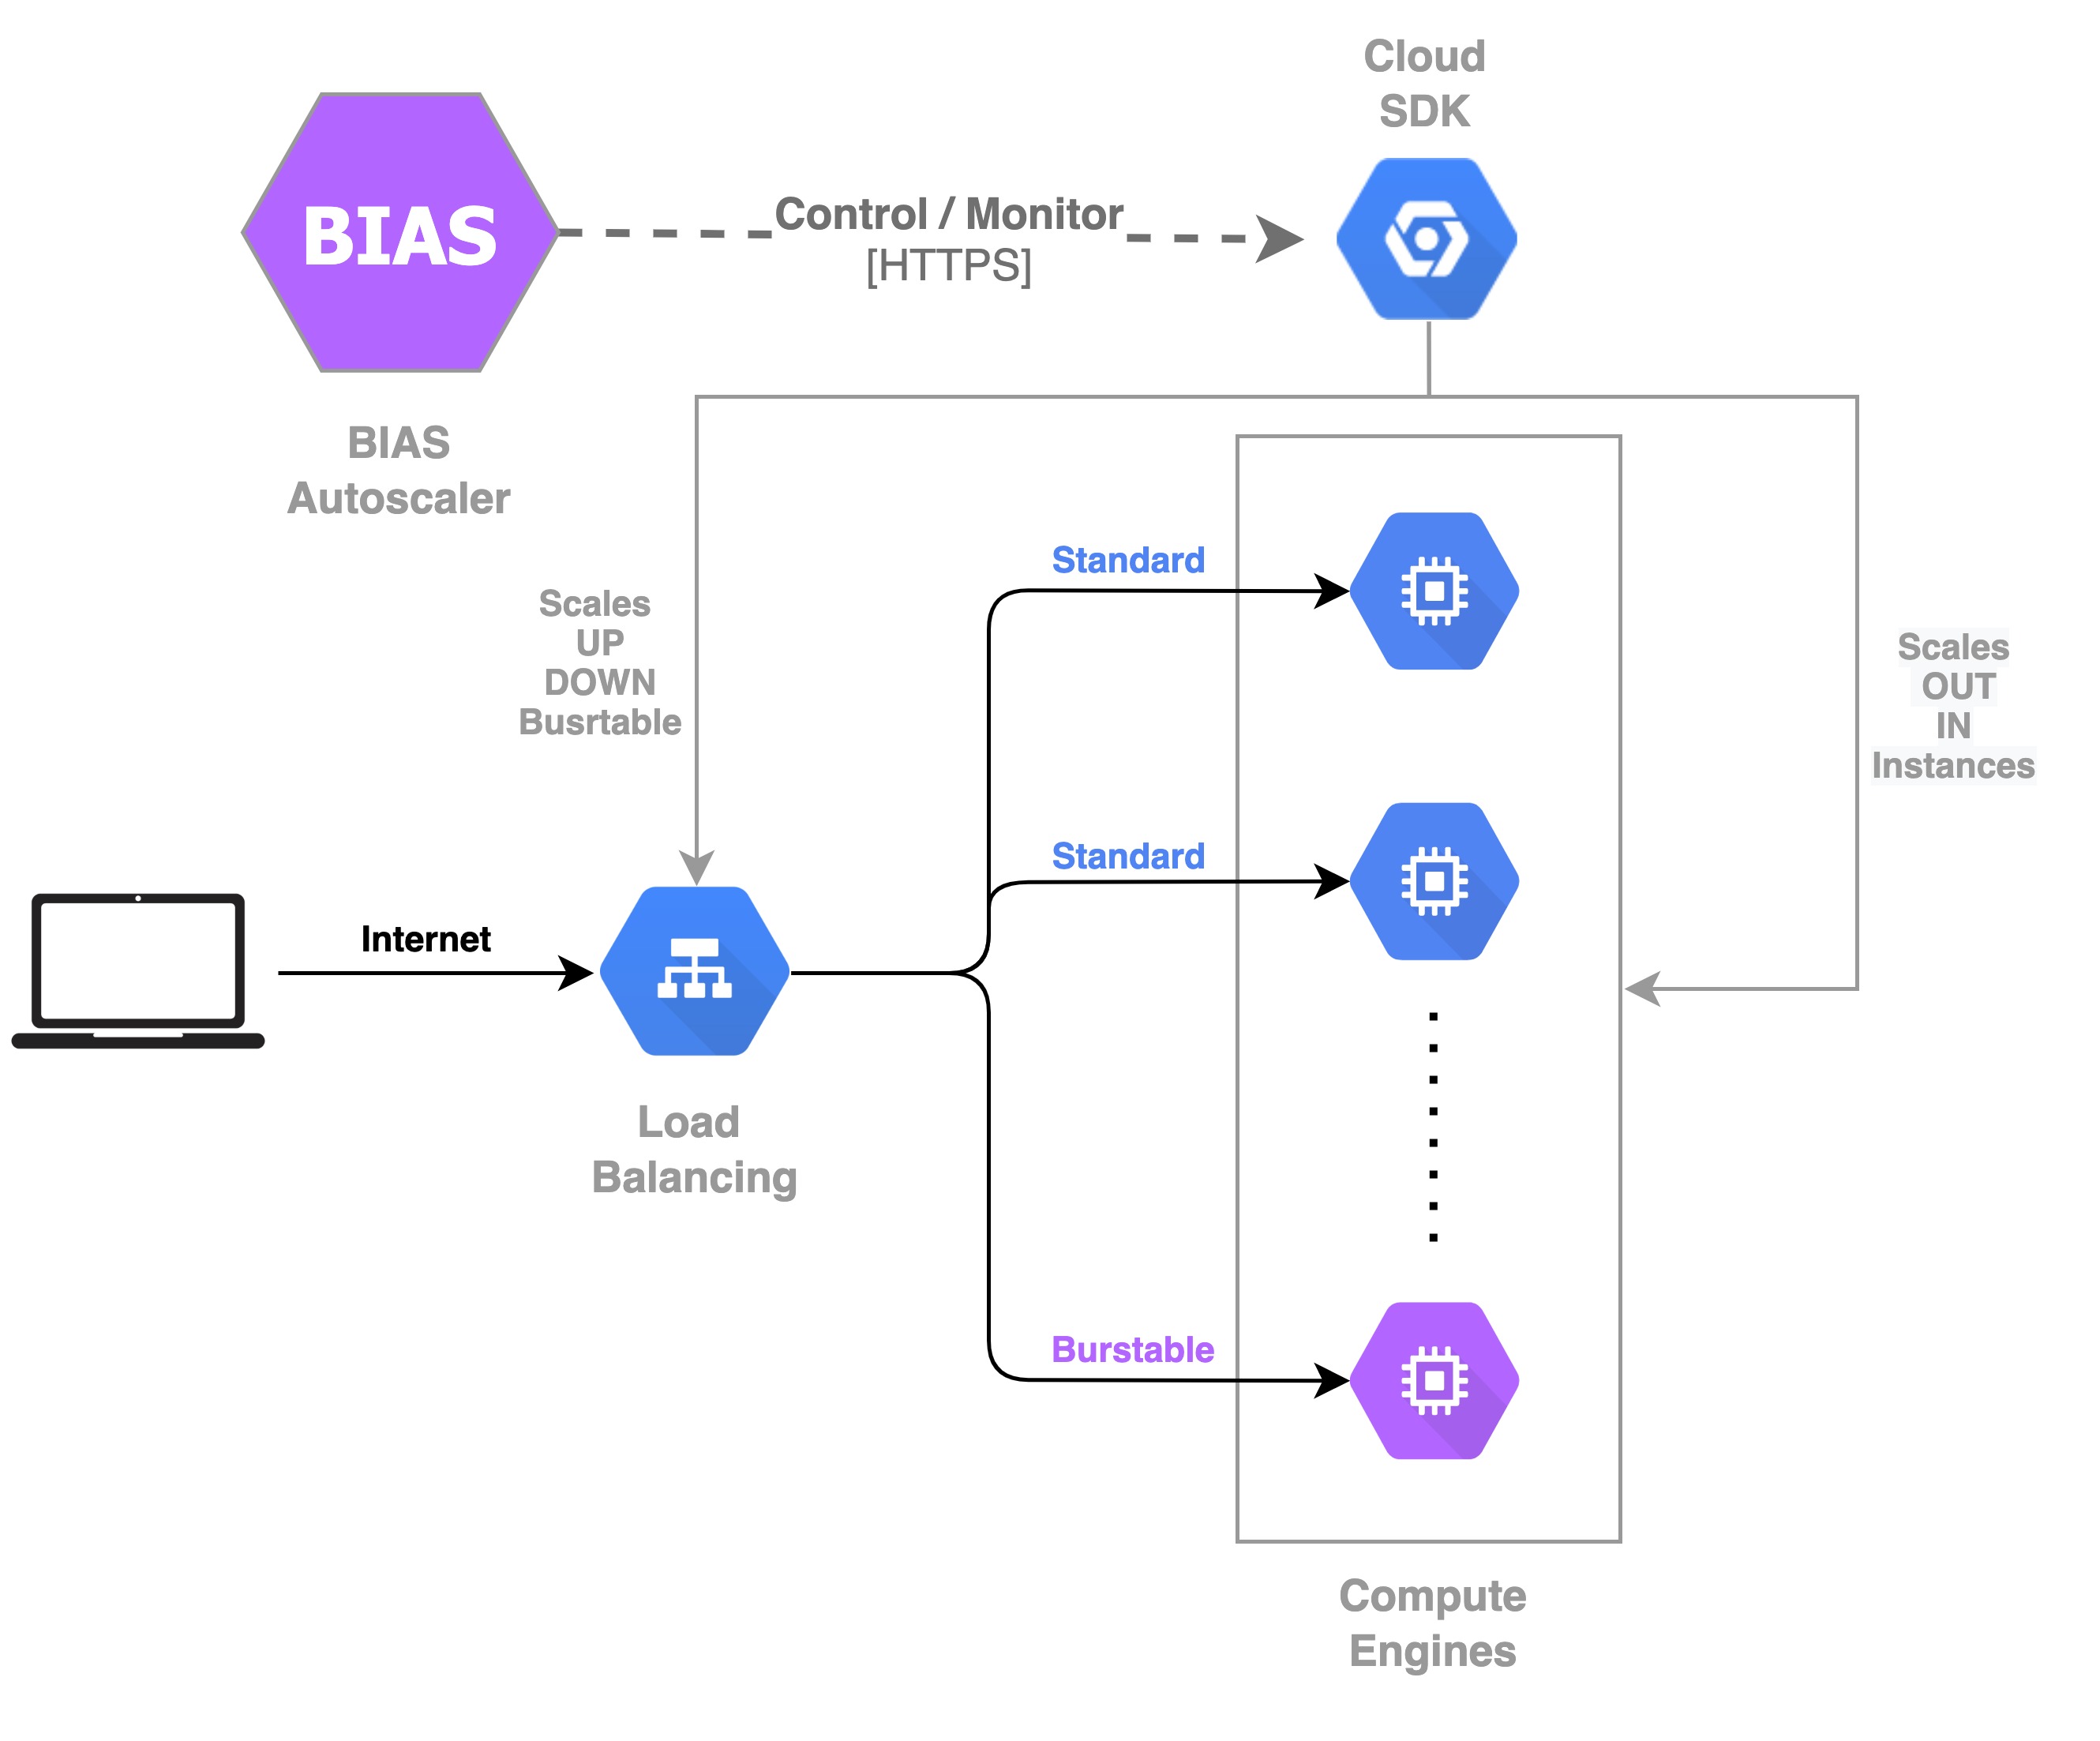 Cloud
SDK
BIAS
Control / Monitor
[HTTPS]
BIAS
Autoscaler
Scales
UP
DOWN
Busrtable
Standard
Scales
OUT
IN
Instances
Standard
Internet
Load
Balancing
Burstable
Compute
Engines